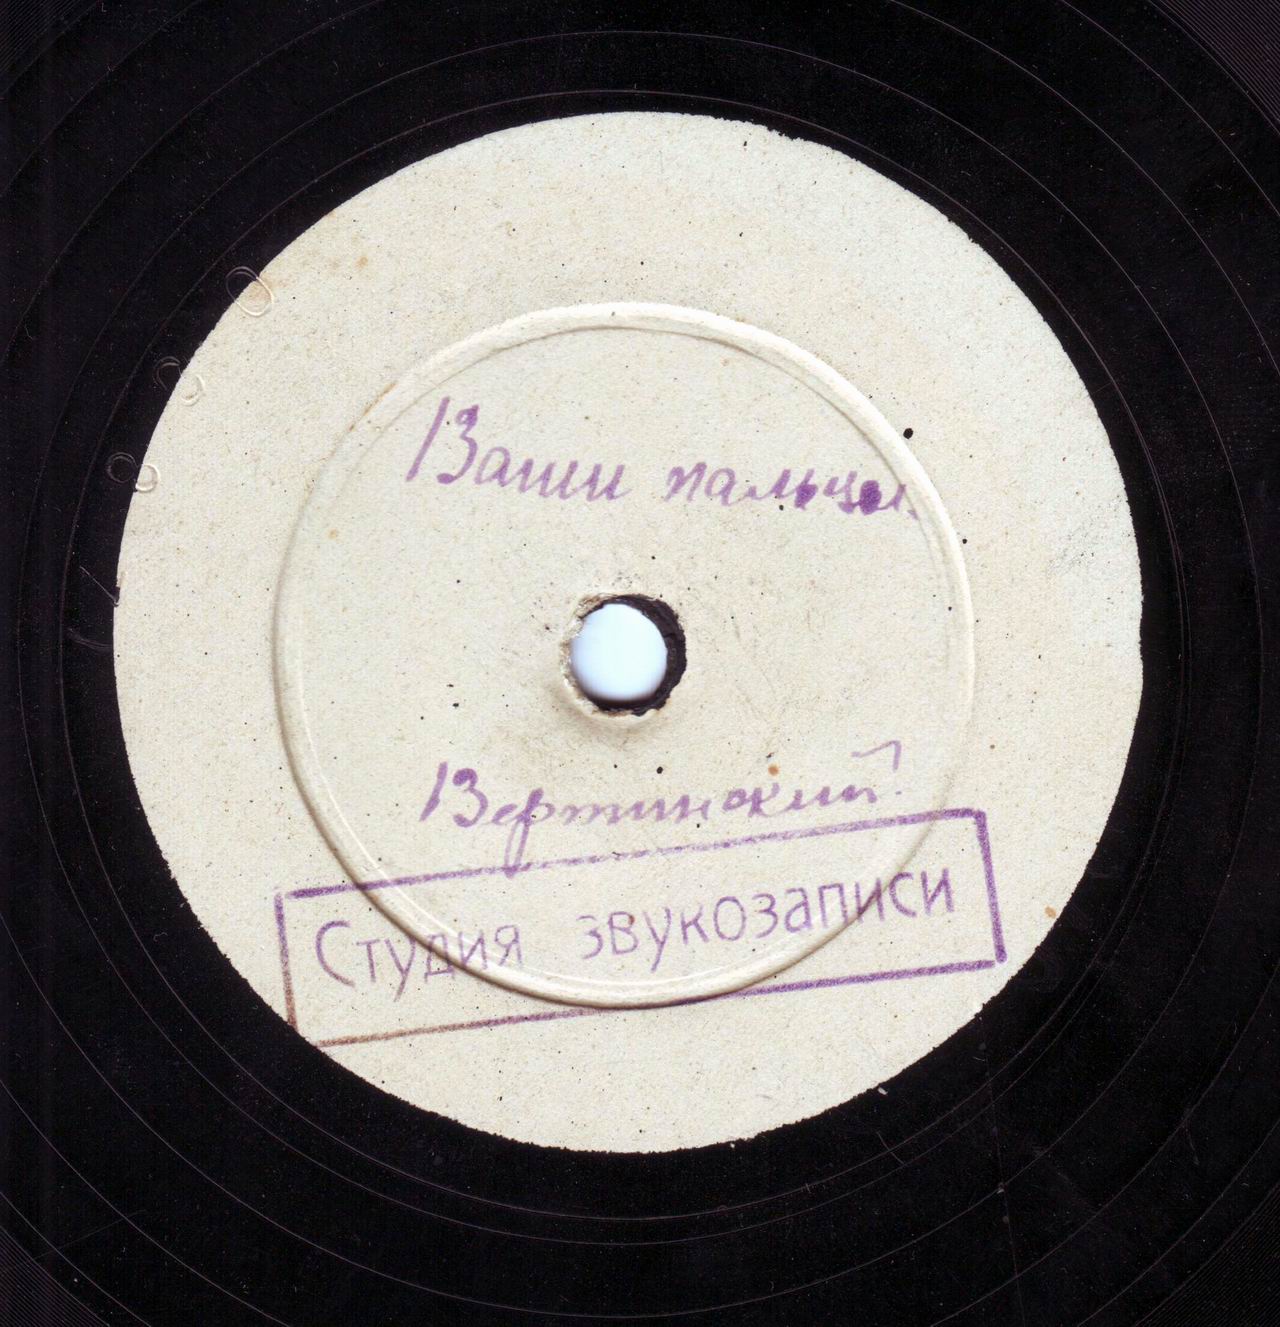 Ваши пальцы.
Вертинский.
Студия звукозаписи